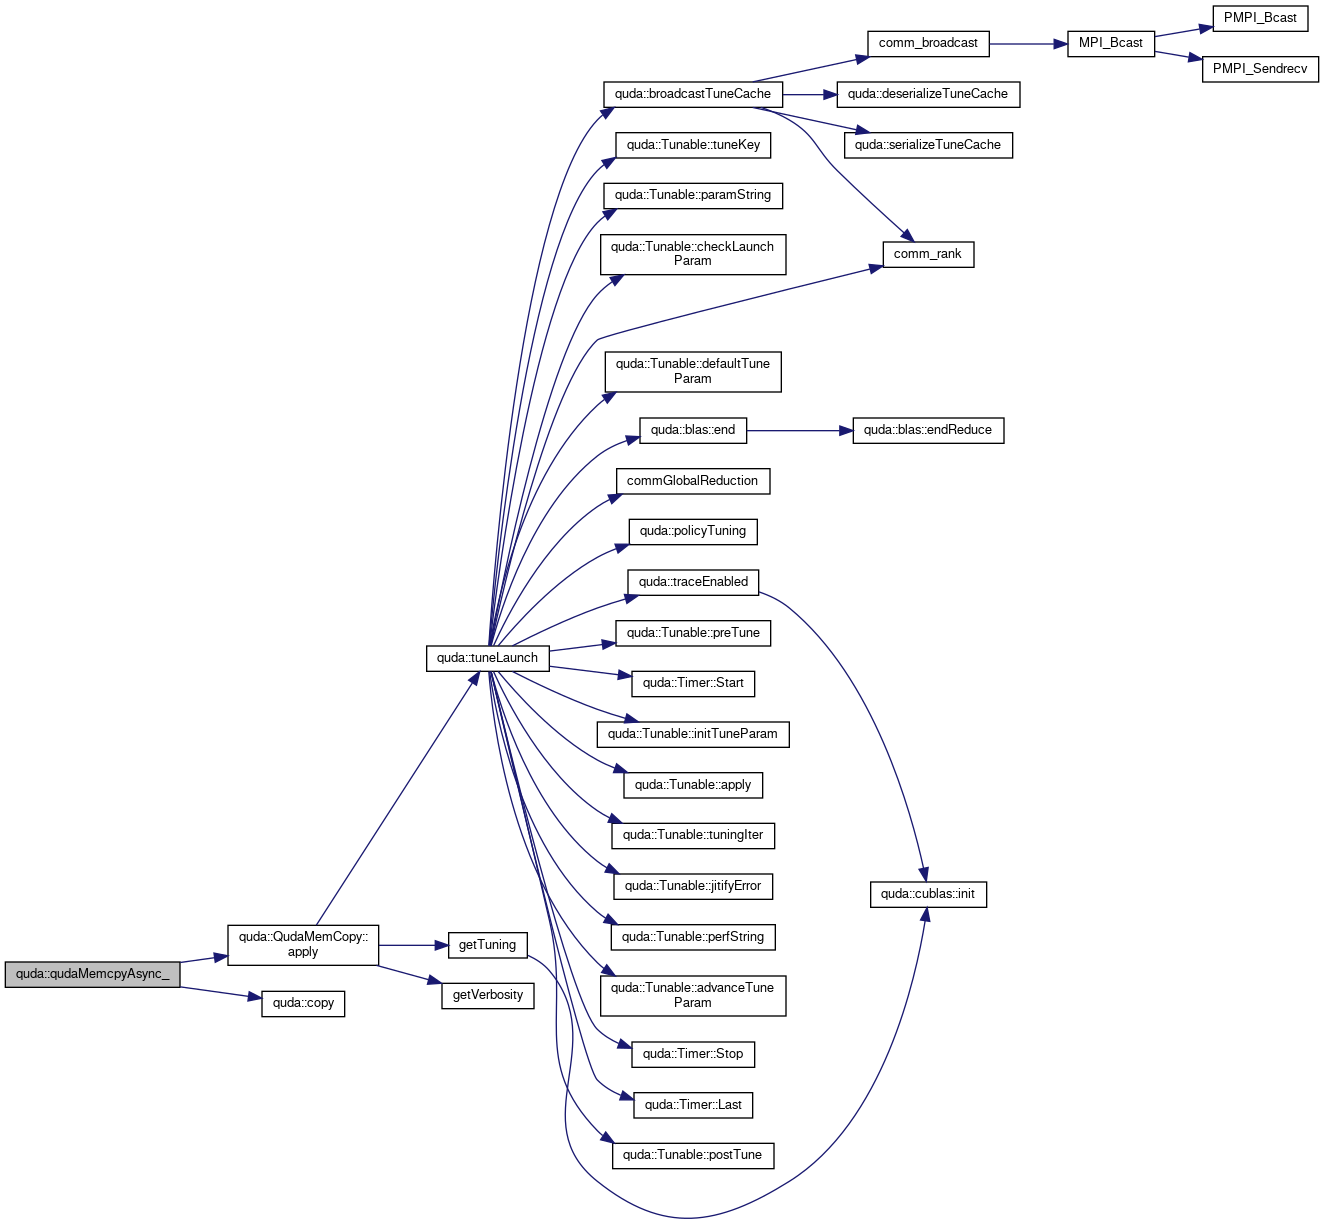 PMPI_Bcast
comm_broadcast
MPI_Bcast
PMPI_Sendrecv
quda::broadcastTuneCache
quda::deserializeTuneCache
quda::Tunable::tuneKey
quda::serializeTuneCache
quda::Tunable::paramString
quda::Tunable::checkLaunch
Param
comm_rank
quda::Tunable::defaultTune
Param
quda::blas::end
quda::blas::endReduce
commGlobalReduction
quda::policyTuning
quda::traceEnabled
quda::Tunable::preTune
quda::tuneLaunch
quda::Timer::Start
quda::Tunable::initTuneParam
quda::Tunable::apply
quda::Tunable::tuningIter
quda::Tunable::jitifyError
quda::cublas::init
quda::Tunable::perfString
quda::QudaMemCopy::
apply
getTuning
quda::qudaMemcpyAsync_
quda::copy
getVerbosity
quda::Tunable::advanceTune
Param
quda::Timer::Stop
quda::Timer::Last
quda::Tunable::postTune